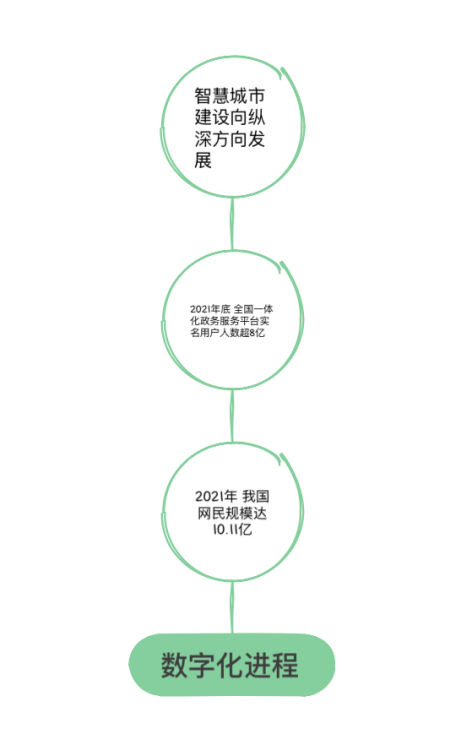 智慧城市
建设向纵
深方向发
展
2021年底 全国一体
化政务服务平台实
名用户人数超8亿
2021年 我国
网民规模达
10.11亿
数字化进程